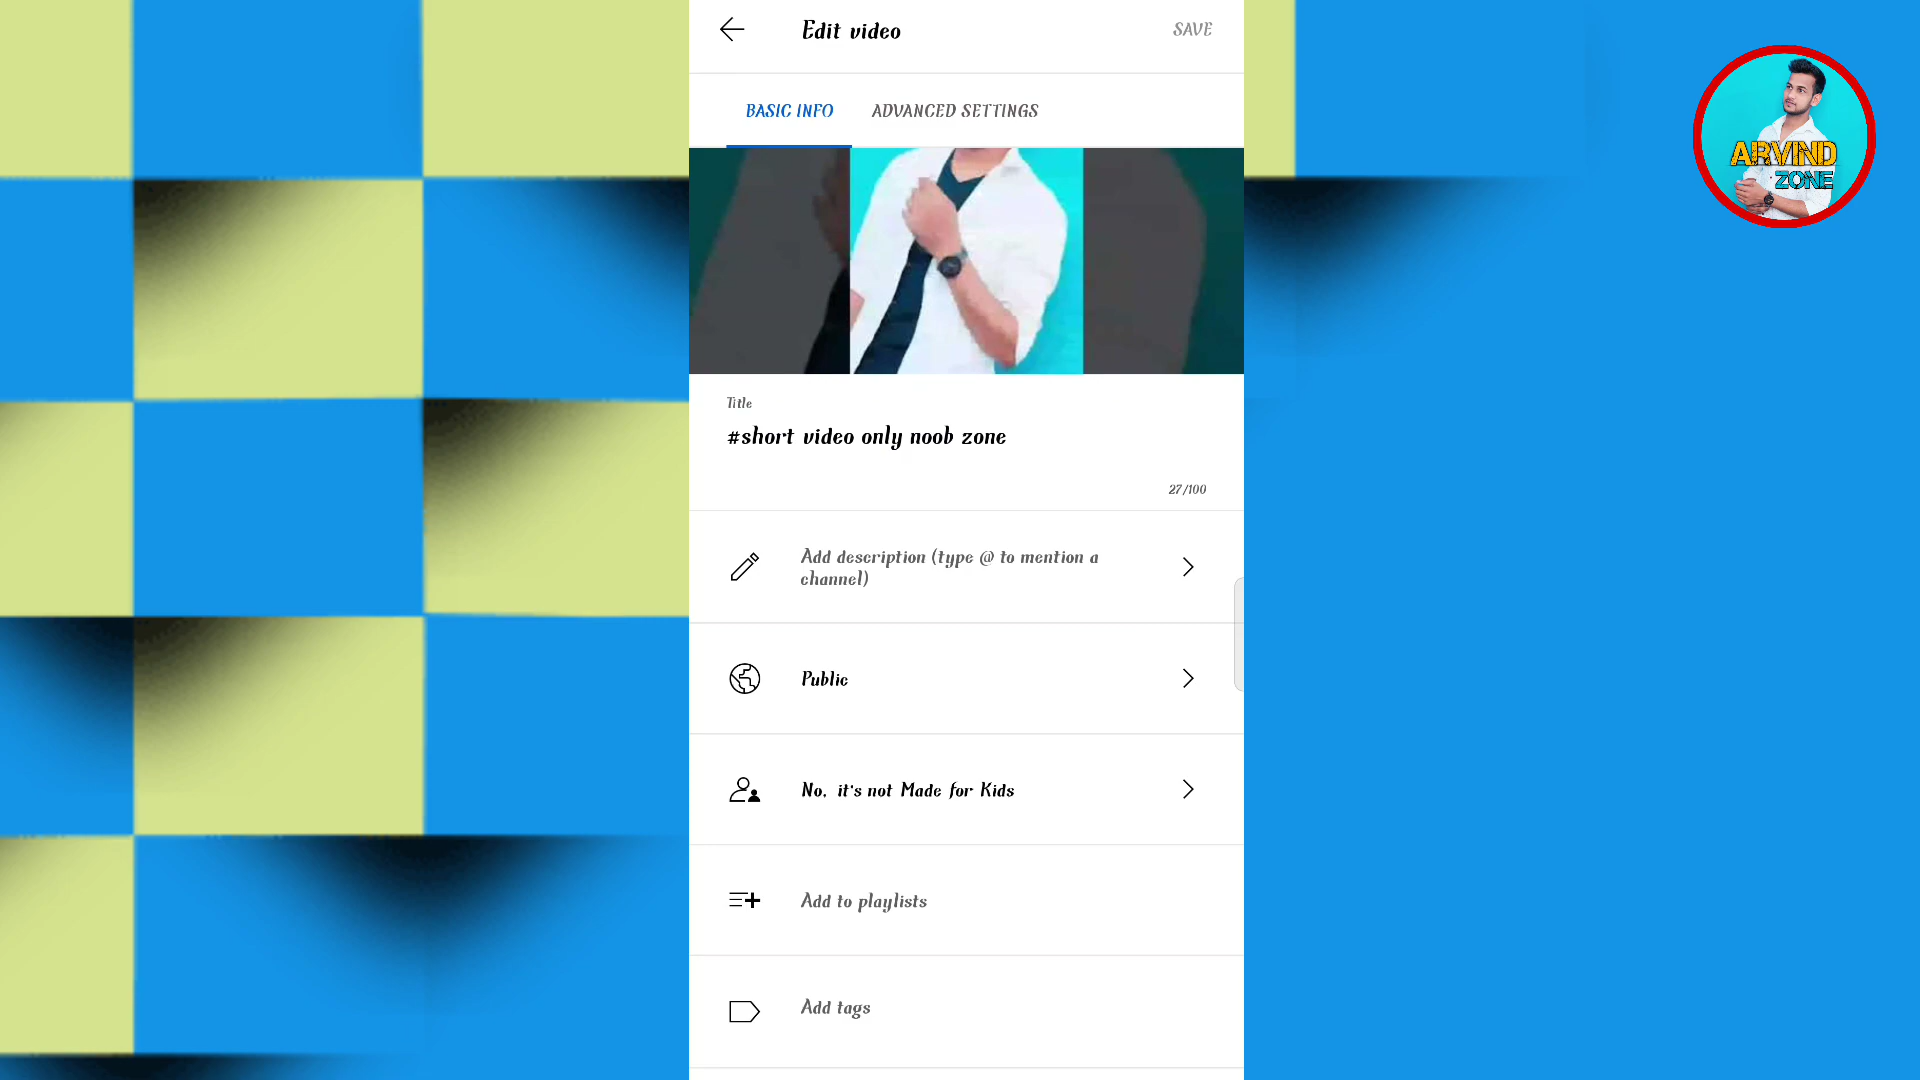 Edit video
SAVE
BASIC INFO
ADVANCED SETTINGS
ARVIND
ZONE
Title
#short video only noob zone
27/100
Add description (type @ to mention a
channel)
Public
No, it's not Made for Kids
Add to playlists
Add tags